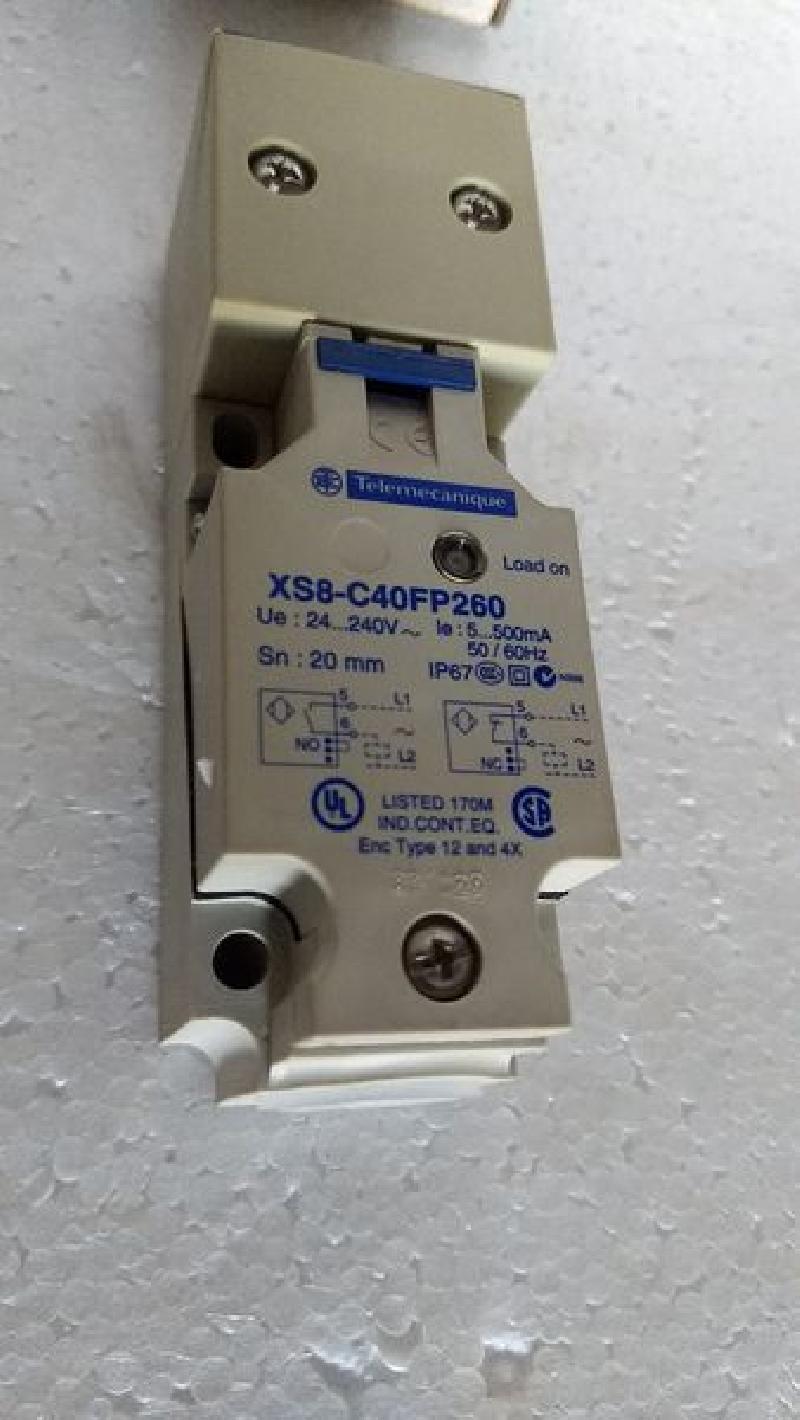 Telemecanique
Load on
XS8-C40FP260
Ue : 24...240V~ Ie : 5...500mA
50 / 60Hz
Sn : 20 mm IP67
5 L1
6 ~
NO L2
5 L1
6 ~
NC L2
UL LISTED 170M SA
IND.CONT.EQ.
Enc Type 12 and 4X